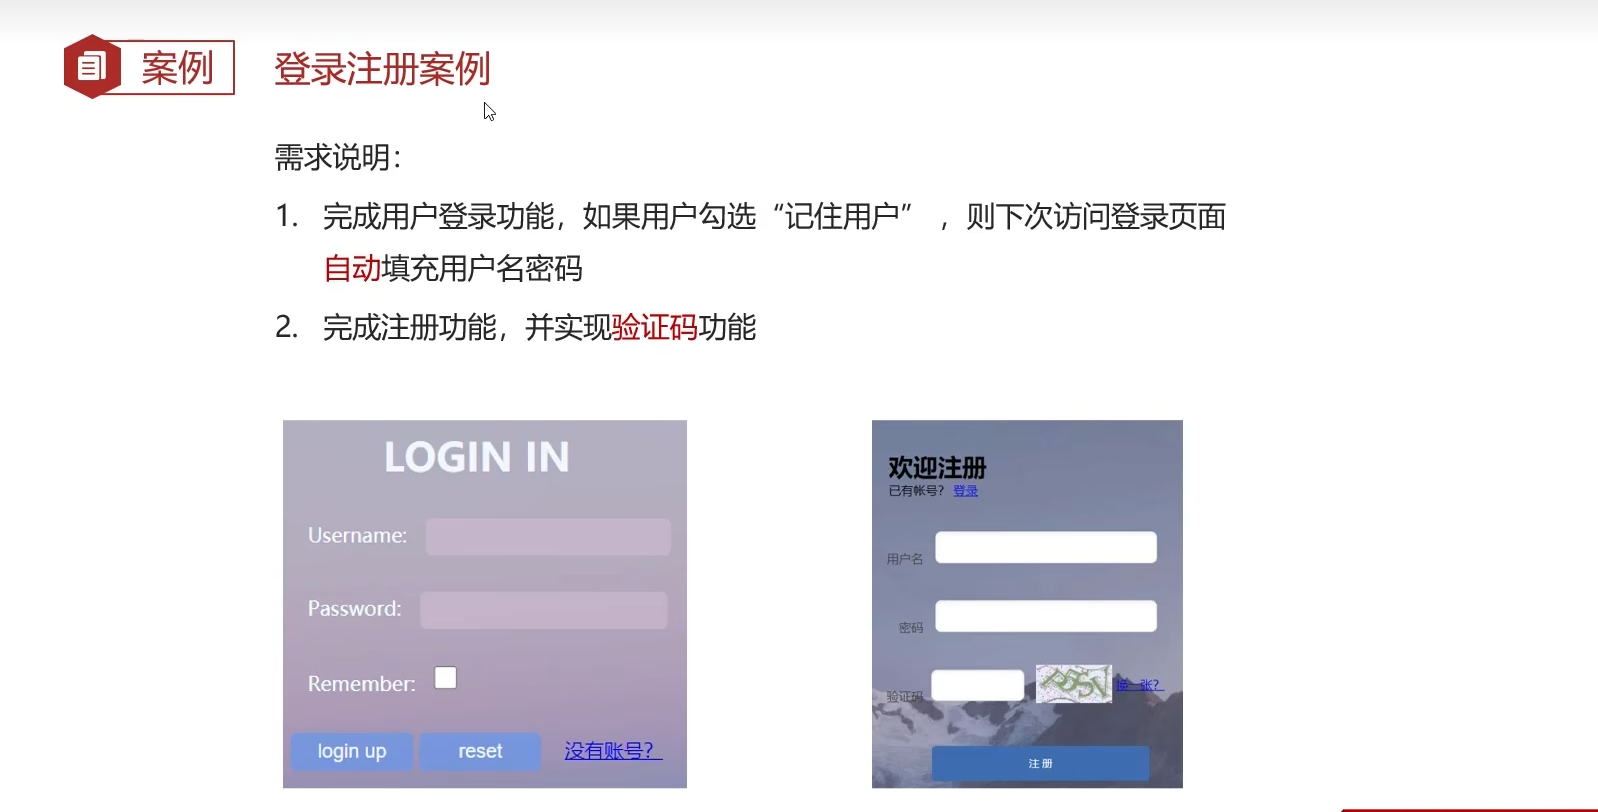 案例
登录注册案例
需求说明：
1. 完成用户登录功能，如果用户勾选“记住用户” ，则下次访问登录页面
自动填充用户名密码
2. 完成注册功能，并实现验证码功能
LOGIN IN
Username:
Password:
Remember:
login up
reset
没有账号？
欢迎注册
已有帐号？ 登录
用户名
密码
验证码
换一张？
注 册